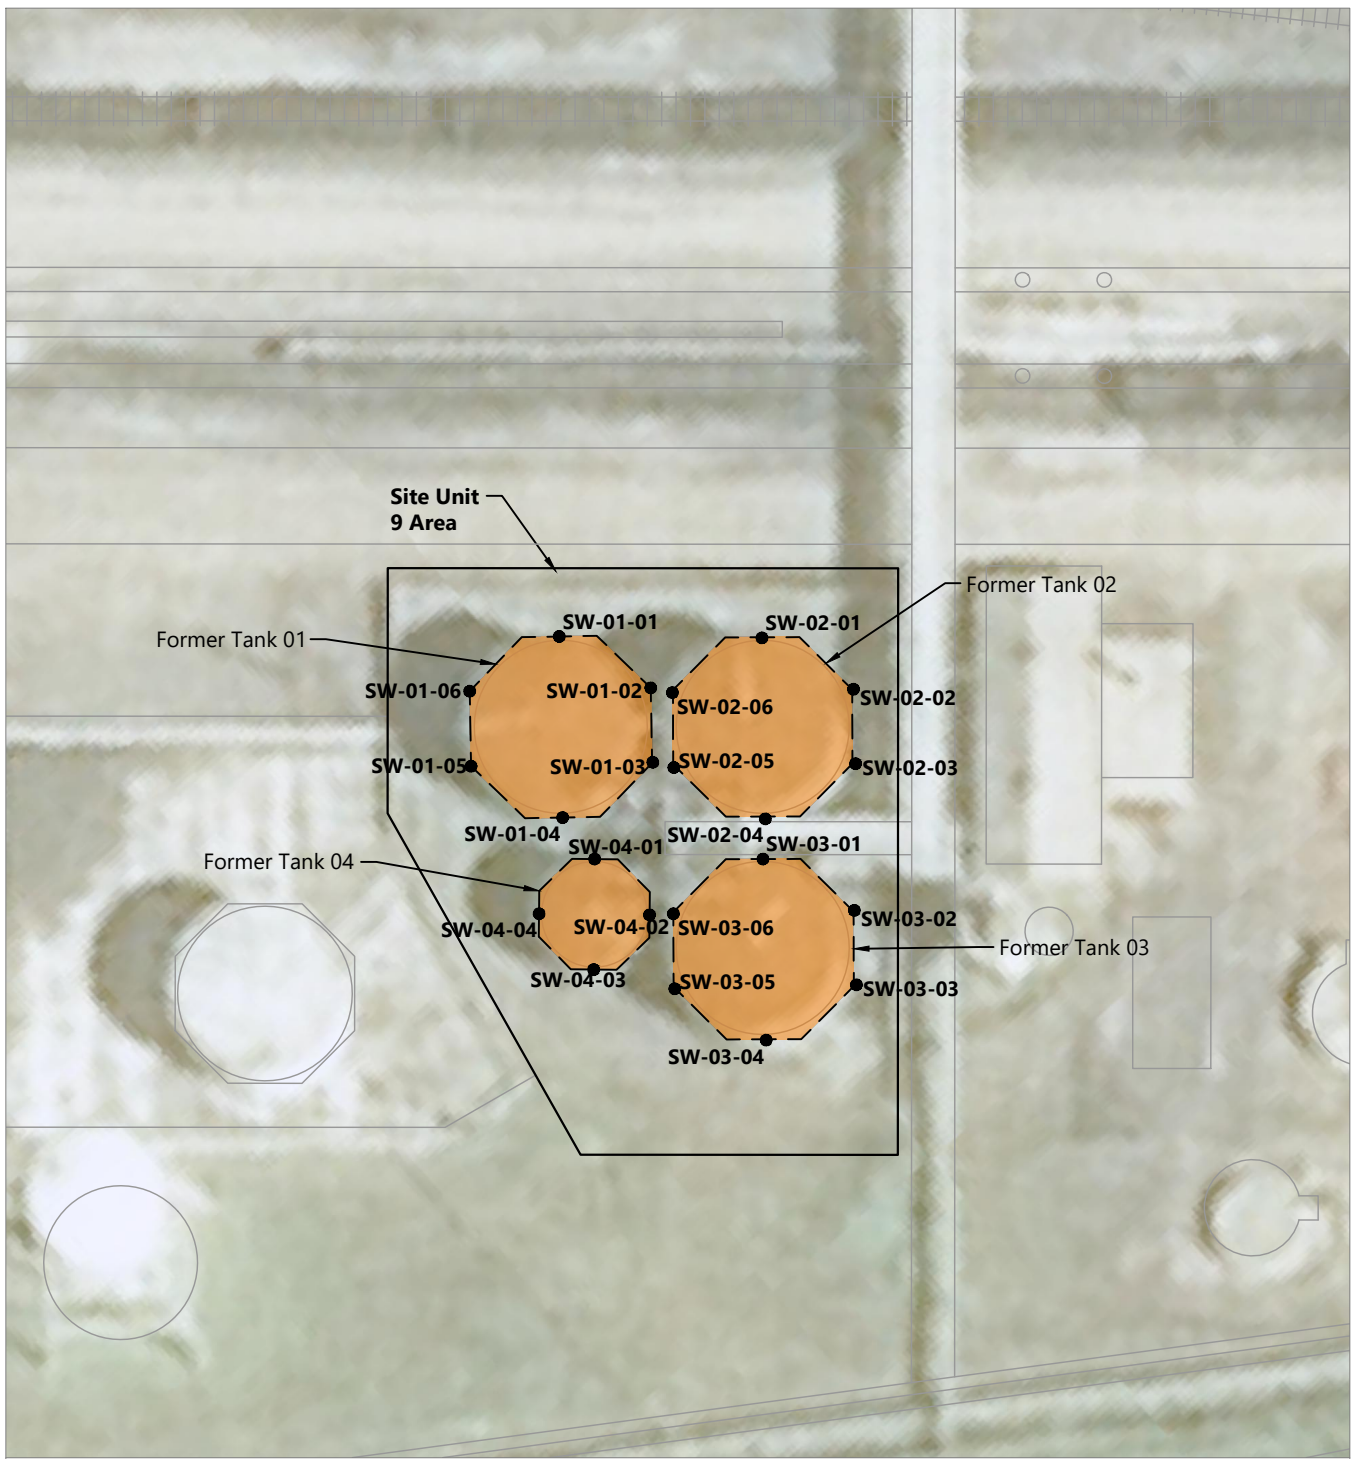 Site Unit
9 Area
Former Tank 02
SW-01-01
SW-02-01
Former Tank 01
SW-01-06
SW-01-02
SW-02-06
SW-02-02
SW-01-05
SW-01-03
SW-02-05
SW-02-03
SW-01-04
SW-02-04
SW-04-01
SW-03-01
Former Tank 04
SW-04-04
SW-04-02
SW-03-06
SW-03-02
Former Tank 03
SW-04-03
SW-03-05
SW-03-03
SW-03-04